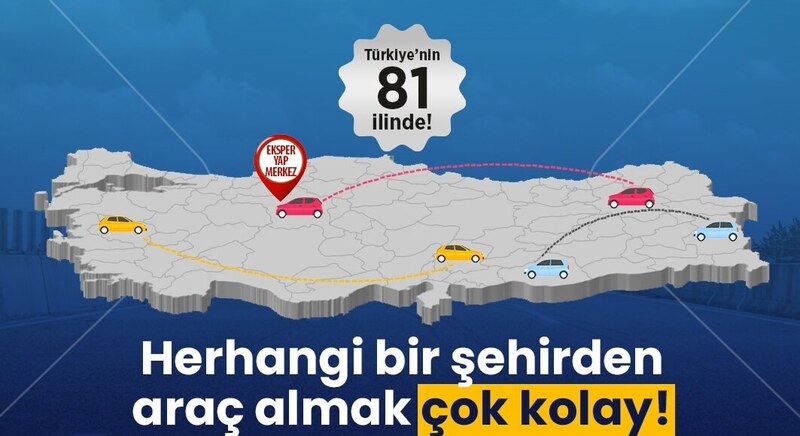 Türkiye’nin
81
ilinde!
EKSPER
YAP
MERKEZ
Herhangi bir şehirden
araç almak çok kolay!